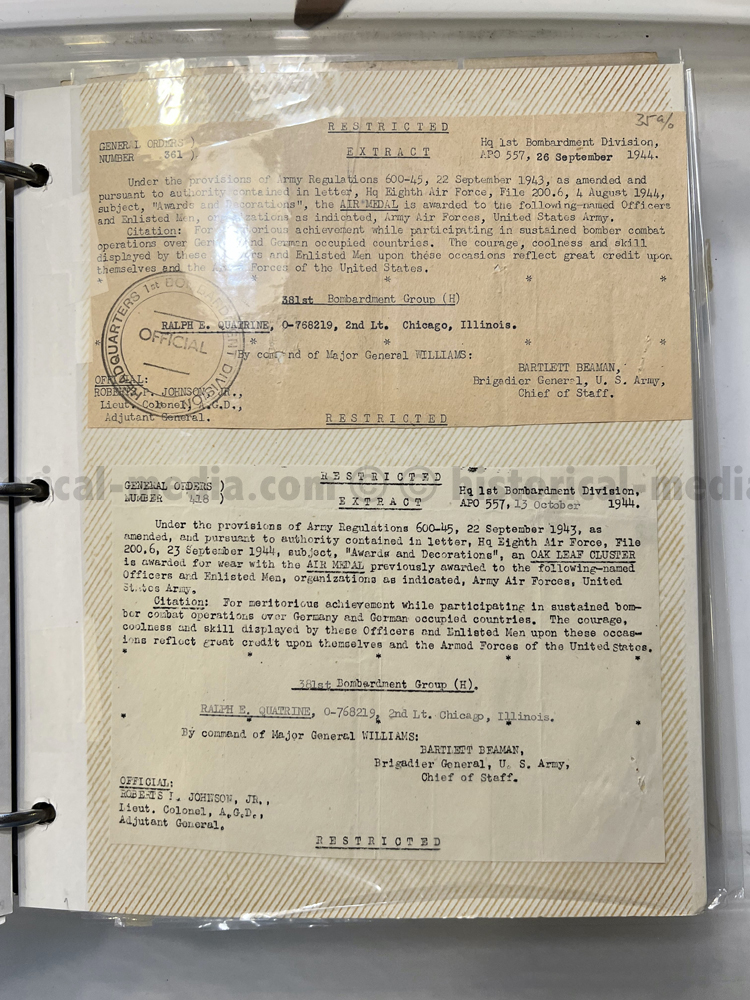 35a/o
RESTRICTED
GENERAL ORDERS )
NUMBER 361 ).
EXTRACT
Hq 1st Bombardment Division,
APO 557, 26 September 1944.
Under the provisions of Army Regulations 600-45, 22 September 1943, as amended and
pursuant to authority contained in letter, Hq Eighth Air Force, File 200.6, 4 August 1944,
subject, "Awards and Decorations", the AIR MEDAL is awarded to the following-named Officers
and Enlisted Men, organizations as indicated, Army Air Forces, United States Army.
Citation: For meritorious achievement while participating in sustained bomber combat
operations over Germany and German occupied countries. The courage, coolness and skill
displayed by these Officers and Enlisted Men upon these occasions reflect great credit upon
themselves and the Armed Forces of the United States.
* * * * *
381st Bombardment Group (H)
RALPH E. QUATRINE, O-768219, 2nd Lt. Chicago, Illinois.
* * * * *
By command of Major General WILLIAMS:
BARTLETT BEAMAN,
Brigadier General, U. S. Army,
Chief of Staff.
HEADQUARTERS 1st BOMBARDMENT DIVISION
OFFICIAL
OFFICIAL:
ROBERTS P. JOHNSON, JR.,
Lieut. Colonel, A.G.D.,
Adjutant General.
RESTRICTED
RESTRICTED
GENERAL ORDERS )
NUMBER 418 )
EXTRACT
Hq 1st Bombardment Division,
APO 557, 13 October 1944.
Under the provisions of Army Regulations 600-45, 22 September 1943, as
amended, and pursuant to authority contained in letter, Hq Eighth Air Force, File
200.6, 23 September 1944, subject, "Awards and Decorations", an OAK LEAF CLUSTER
is awarded for wear with the AIR MEDAL previously awarded to the following-named
Officers and Enlisted Men, organizations as indicated, Army Air Forces, United
States Army.
Citation: For meritorious achievement while participating in sustained bom-
ber combat operations over Germany and German occupied countries. The courage,
coolness and skill displayed by these Officers and Enlisted Men upon these occas-
ions reflect great credit upon themselves and the Armed Forces of the United States.
* * * * *
381st Bombardment Group (H).
RALPH E. QUATRINE, O-768219, 2nd Lt. Chicago, Illinois.
* * * * *
By command of Major General WILLIAMS:
BARTLETT BEAMAN,
Brigadier General, U. S. Army,
Chief of Staff.
OFFICIAL:
ROBERTS P. JOHNSON, JR.,
Lieut. Colonel, A.G.D.,
Adjutant General.
RESTRICTED
rical-media.com © © historical-media